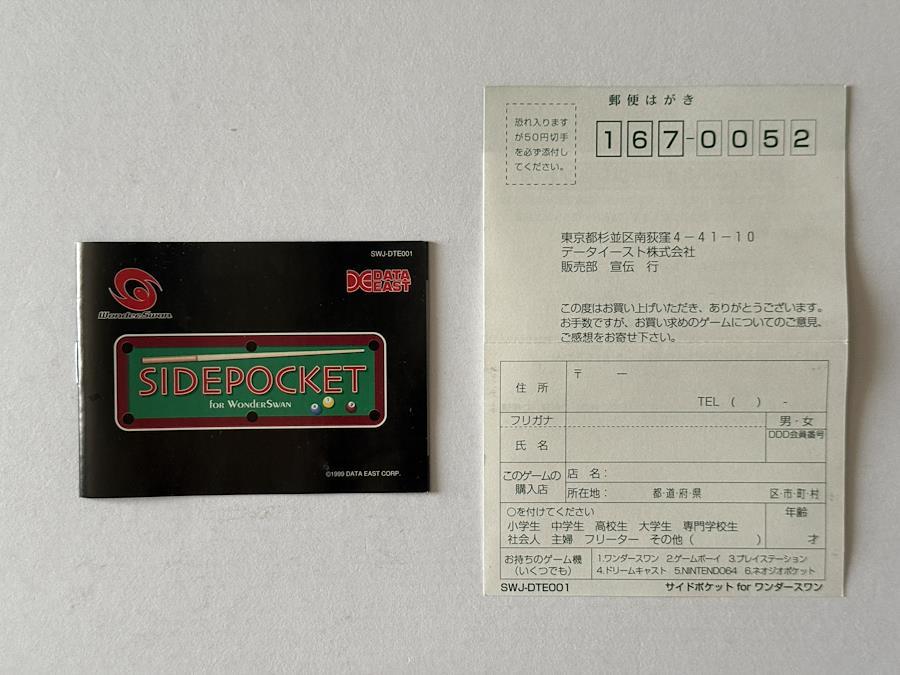 SWJ-DTE001
DATA
EAST
WonderSwan
SIDEPOCKET
for WonderSwan
©1999 DATA EAST CORP.
郵便はがき
恐れ入ります
が50円切手
を必ず添付し
てください。
167-0052
東京都杉並区南荻窪4-41-10
データイースト株式会社
販売部 宣伝 行
この度はお買い上げいただき、ありがとうございます。
お手数ですが、お買い求めのゲームについてのご意見、
ご感想をお寄せ下さい。
住所 〒 ―
TEL ( ) -
フリガナ 男・女
氏名 DDD会員番号
このゲームの購入店 店名:
所在地: 都・道・府・県 区・市・町・村
○を付けてください 年齢
小学生 中学生 高校生 大学生 専門学校生
社会人 主婦 フリーター その他( ) 才
お持ちのゲーム機 1.ワンダースワン 2.ゲームボーイ 3.プレイステーション
(いくつでも) 4.ドリームキャスト 5.NINTENDO64 6.ネオジオポケット
SWJ-DTE001 サイドポケット for ワンダースワン